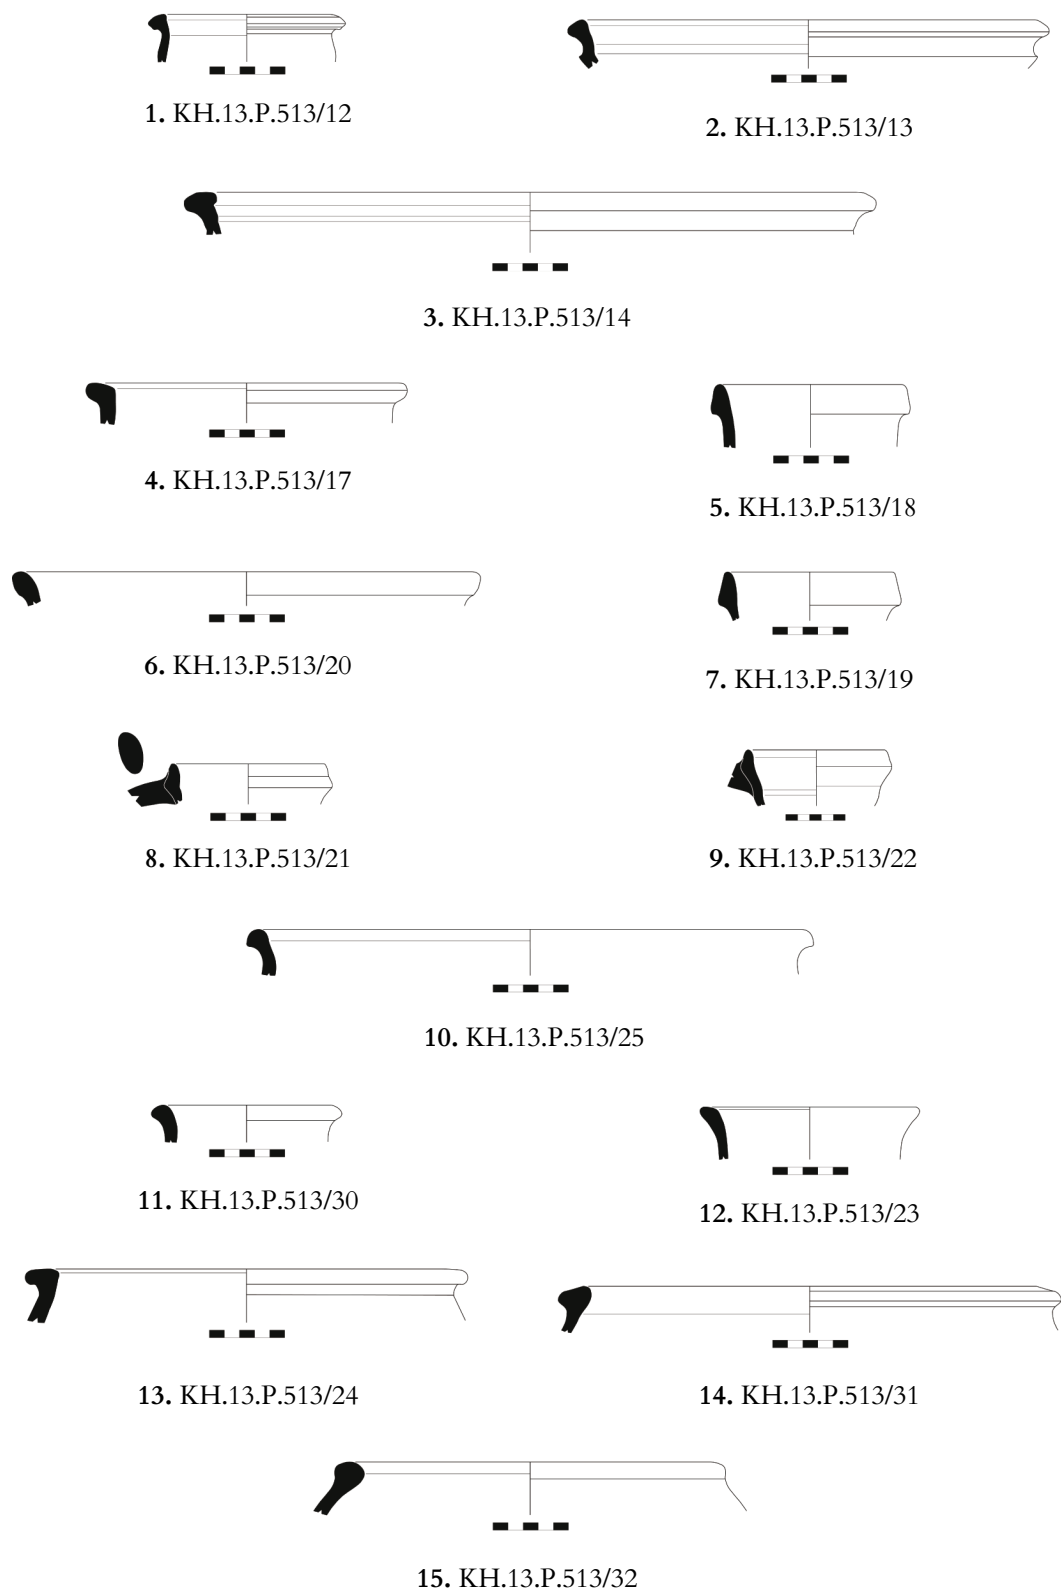 1. KH.13.P.513/12
2. KH.13.P.513/13
3. KH.13.P.513/14
4. KH.13.P.513/17
5. KH.13.P.513/18
6. KH.13.P.513/20
7. KH.13.P.513/19
8. KH.13.P.513/21
9. KH.13.P.513/22
10. KH.13.P.513/25
11. KH.13.P.513/30
12. KH.13.P.513/23
13. KH.13.P.513/24
14. KH.13.P.513/31
15. KH.13.P.513/32